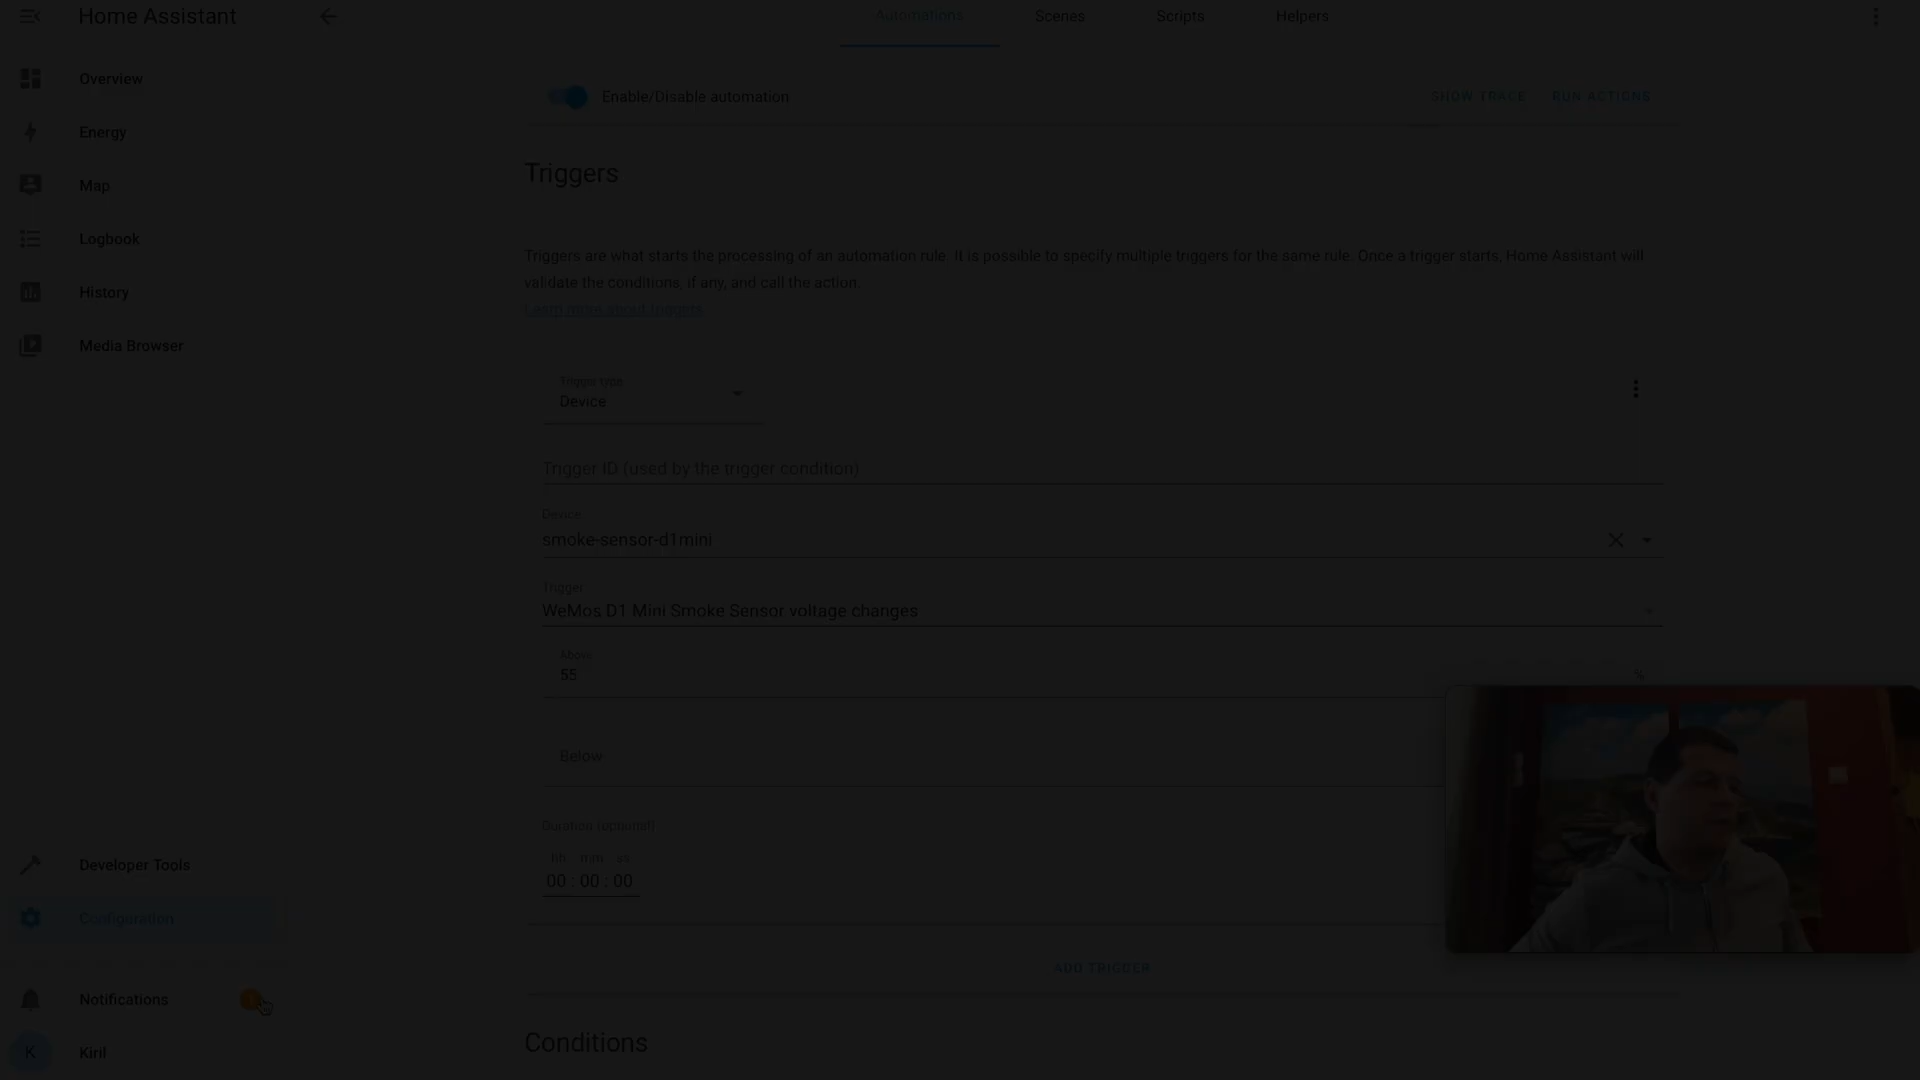 Home Assistant
Automations
Scenes
Scripts
Helpers
Overview
Energy
Map
Logbook
History
Media Browser
Developer Tools
Configuration
Notifications
K
Kiril
Enable/Disable automation
SHOW TRACE
RUN ACTIONS
Triggers
Triggers are what starts the processing of an automation rule. It is possible to specify multiple triggers for the same rule. Once a trigger starts, Home Assistant will
validate the conditions, if any, and call the action.
Learn more about triggers
Trigger type
Device
Trigger ID (used by the trigger condition)
Device
smoke-sensor-d1mini
Trigger
WeMos D1 Mini Smoke Sensor voltage changes
Above
55
%
Below
Duration (optional)
hh
mm
ss
00 : 00 : 00
ADD TRIGGER
Conditions